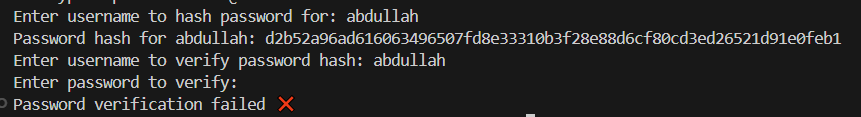 Enter username to hash password for: abdullah
Password hash for abdullah: d2b52a96ad616063496507fd8e33310b3f28e88d6cf80cd3ed26521d91e0feb1
Enter username to verify password hash: abdullah
Enter password to verify:
Password verification failed ❌